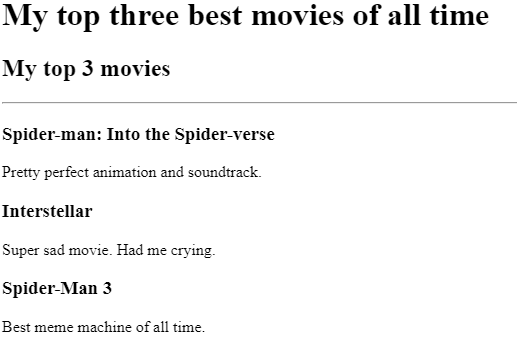 My top three best movies of all time
My top 3 movies
Spider-man: Into the Spider-verse
Pretty perfect animation and soundtrack.
Interstellar
Super sad movie. Had me crying.
Spider-Man 3
Best meme machine of all time.